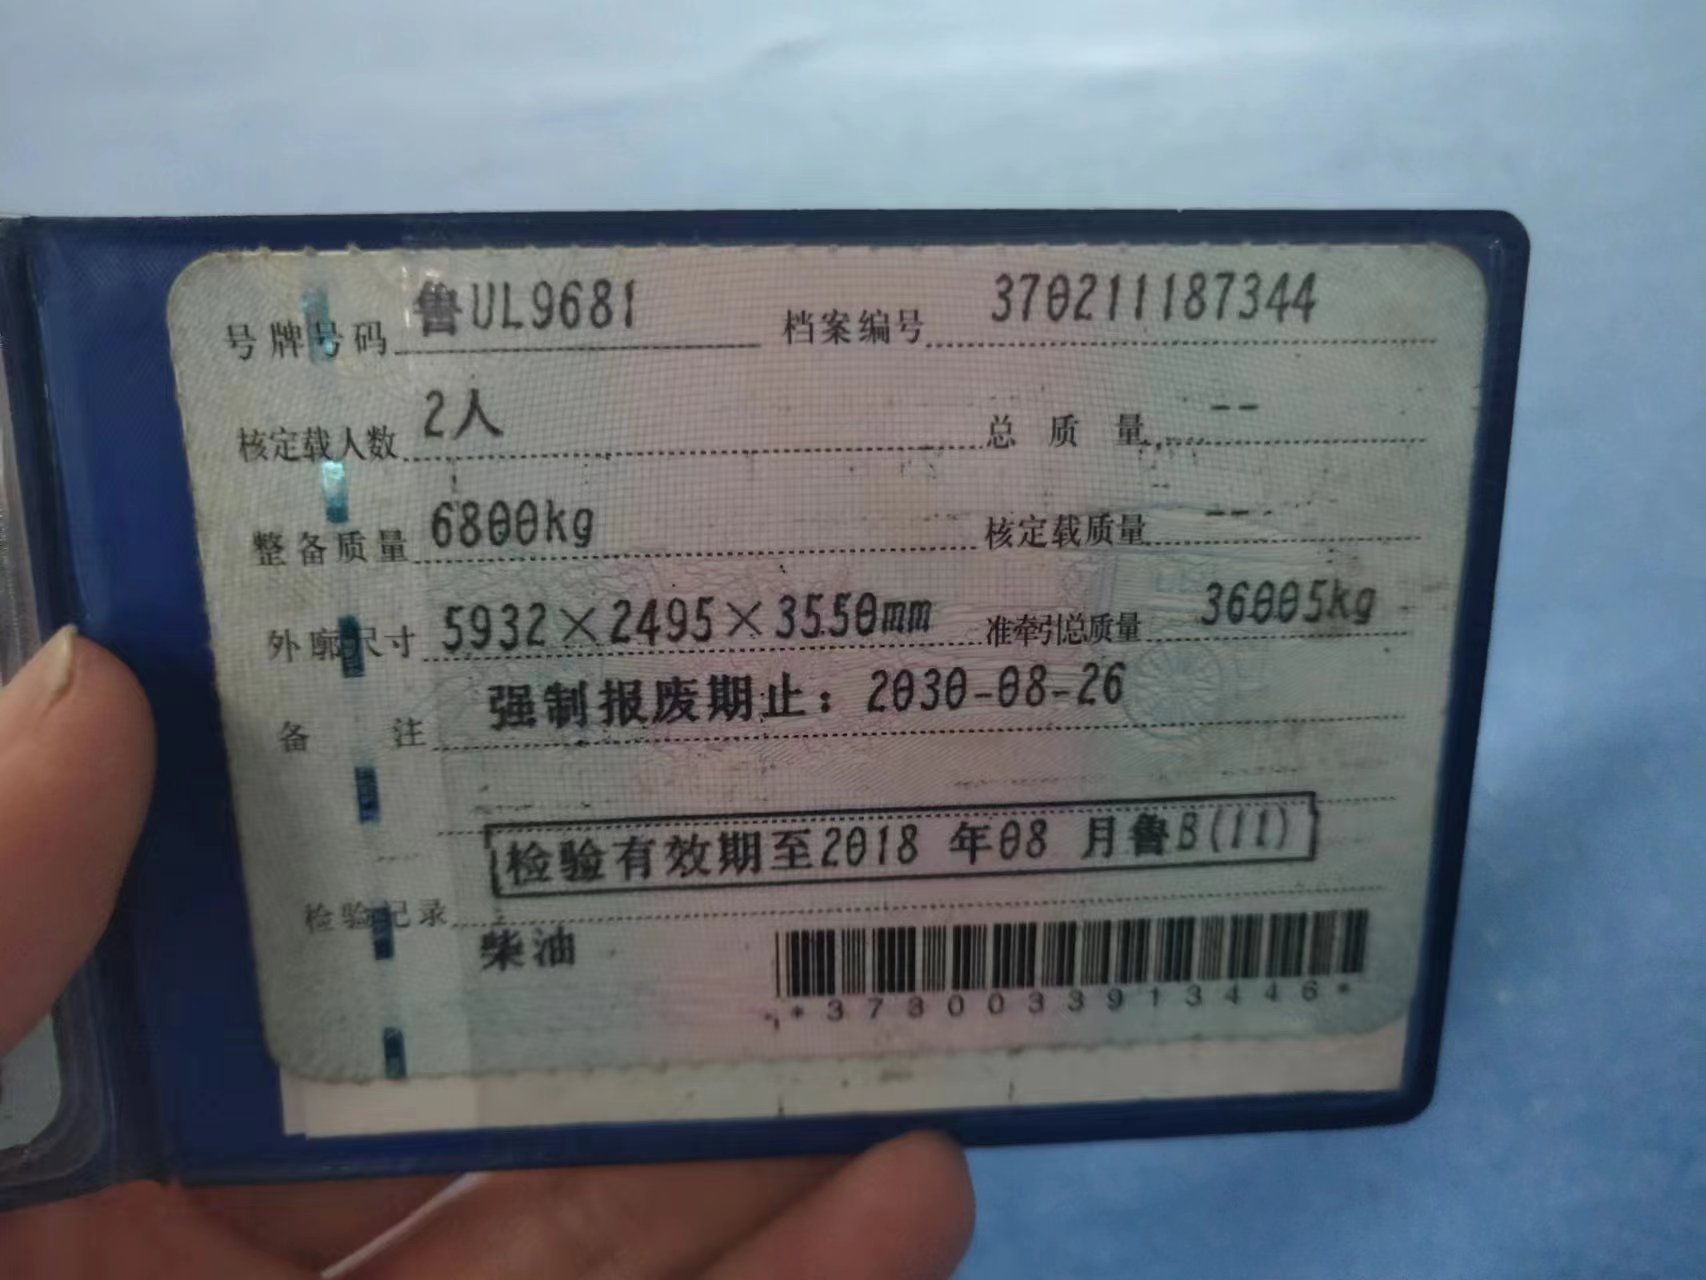 号牌号码 鲁UL9681 档案编号 370211187344
核定载人数 2人 总质量 --
整备质量 6800kg 核定载质量 --
外廓尺寸 5932×2495×3550mm 准牵引总质量 36005kg
备注 强制报废期止：2030-08-26
检验有效期至2018 年08 月鲁B(11)
检验记录
柴油
*3730033913446*